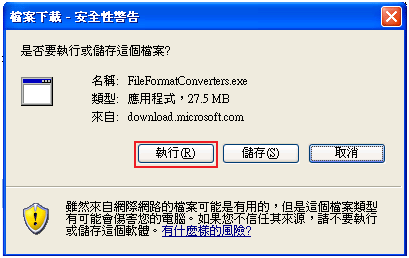 檔案下載 - 安全性警告
是否要執行或儲存這個檔案?
名稱: FileFormatConverters.exe
類型: 應用程式，27.5 MB
來自: download.microsoft.com
執行(R) 儲存(S) 取消
雖然來自網際網路的檔案可能是有用的，但是這個檔案類型
有可能會傷害您的電腦。如果您不信任其來源，請不要執行
或儲存這個軟體。有什麼樣的風險?